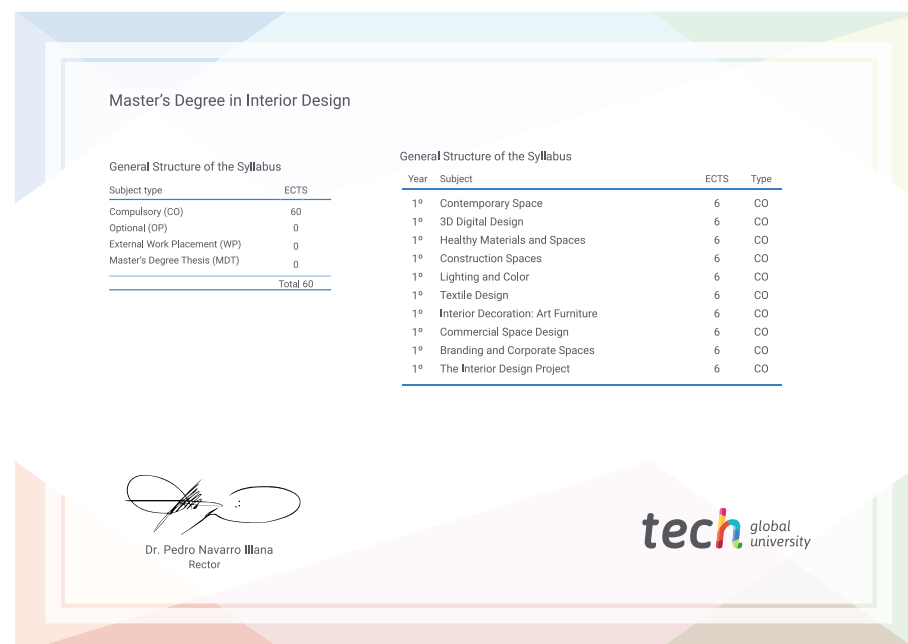 Master's Degree in Interior Design
General Structure of the Syllabus
Subject type ECTS
Compulsory (CO) 60
Optional (OP) 0
External Work Placement (WP) 0
Master's Degree Thesis (MDT) 0
Total 60
General Structure of the Syllabus
Year Subject ECTS Type
1º Contemporary Space 6 CO
1º 3D Digital Design 6 CO
1º Healthy Materials and Spaces 6 CO
1º Construction Spaces 6 CO
1º Lighting and Color 6 CO
1º Textile Design 6 CO
1º Interior Decoration: Art Furniture 6 CO
1º Commercial Space Design 6 CO
1º Branding and Corporate Spaces 6 CO
1º The Interior Design Project 6 CO
Dr. Pedro Navarro Illana
Rector
tech global university